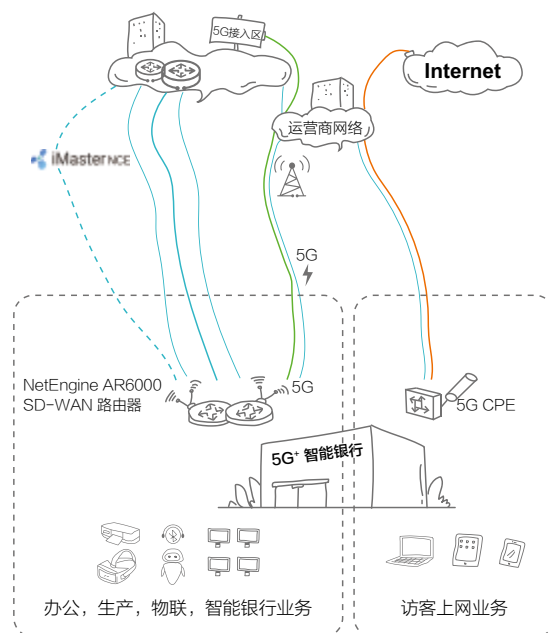 5G接入区
Internet
运营商网络
iMaster NCE
5G
NetEngine AR6000
SD-WAN 路由器
5G
5G CPE
5G+ 智能银行
办公，生产，物联，智能银行业务
访客上网业务